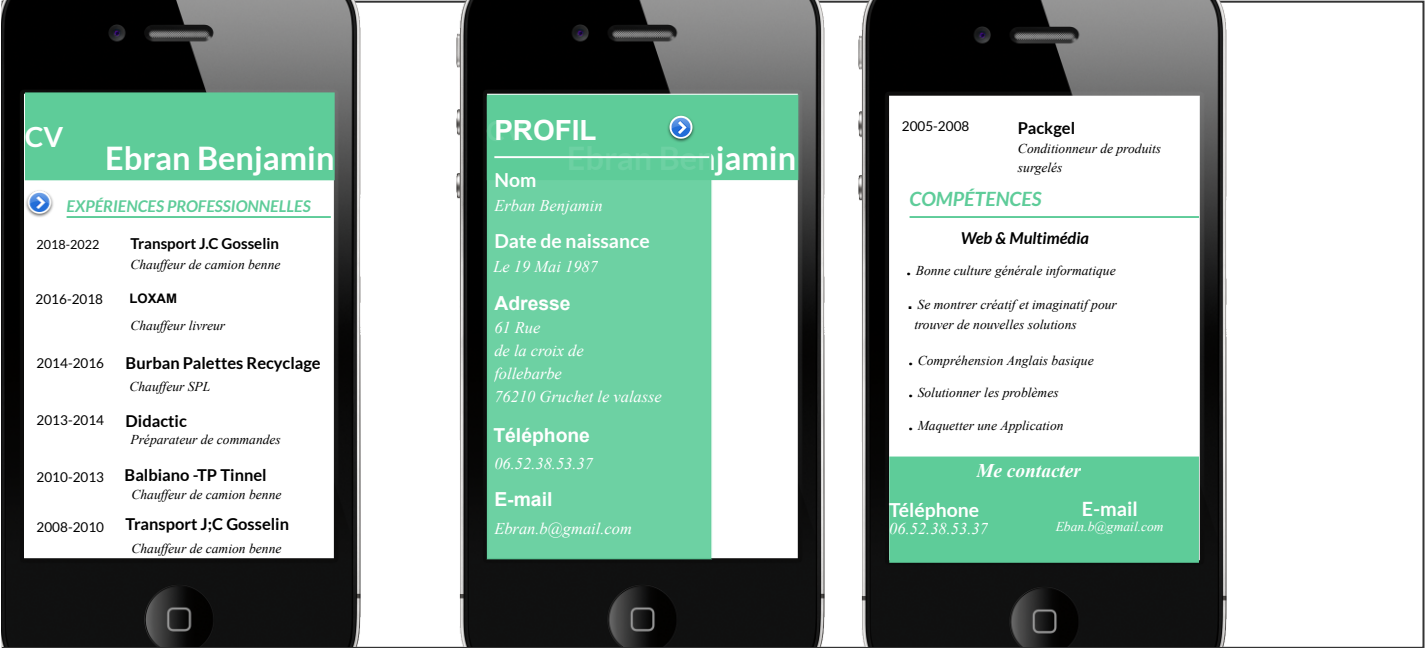 CV
Ebran Benjamin
EXPÉRIENCES PROFESSIONNELLES
2018-2022 Transport J.C Gosselin
Chauffeur de camion benne
2016-2018 LOXAM
Chauffeur livreur
2014-2016 Burban Palettes Recyclage
Chauffeur SPL
2013-2014 Didactic
Préparateur de commandes
2010-2013 Balbiano -TP Tinnel
Chauffeur de camion benne
2008-2010 Transport J;C Gosselin
Chauffeur de camion benne
PROFIL
Ebran Benjamin
Nom
Erban Benjamin
Date de naissance
Le 19 Mai 1987
Adresse
61 Rue
de la croix de
follebarbe
76210 Gruchet le valasse
Téléphone
06.52.38.53.37
E-mail
Ebran.b@gmail.com
2005-2008 Packgel
Conditionneur de produits
surgelés
COMPÉTENCES
Web & Multimédia
. Bonne culture générale informatique
. Se montrer créatif et imaginatif pour
trouver de nouvelles solutions
. Compréhension Anglais basique
. Solutionner les problèmes
. Maquetter une Application
Me contacter
Téléphone E-mail
06.52.38.53.37 Eban.b@gmail.com